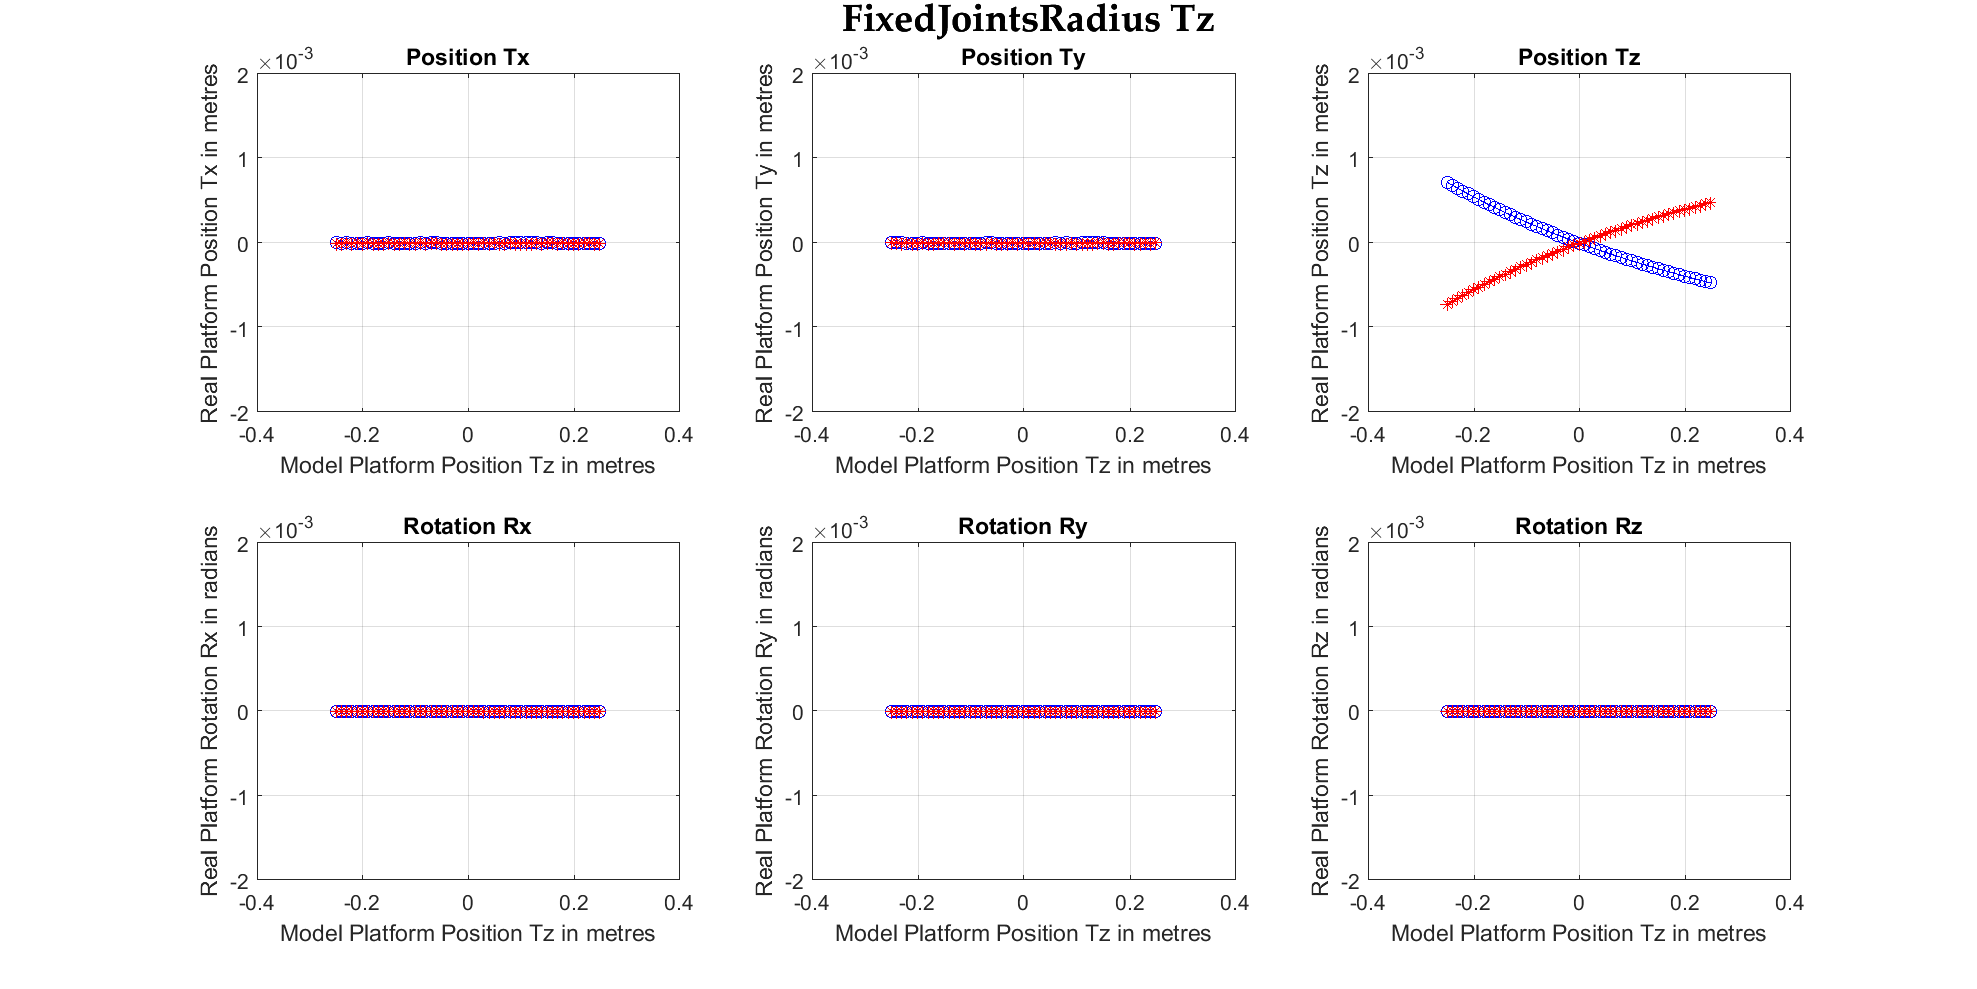 FixedJointsRadius Tz
Position Tx
×10-3
Real Platform Position Tx in metres
2
1
0
-1
-2
-0.4 -0.2 0 0.2 0.4
Model Platform Position Tz in metres
Position Ty
×10-3
Real Platform Position Ty in metres
2
1
0
-1
-2
-0.4 -0.2 0 0.2 0.4
Model Platform Position Tz in metres
Position Tz
×10-3
Real Platform Position Tz in metres
2
1
0
-1
-2
-0.4 -0.2 0 0.2 0.4
Model Platform Position Tz in metres
Rotation Rx
×10-3
Real Platform Rotation Rx in radians
2
1
0
-1
-2
-0.4 -0.2 0 0.2 0.4
Model Platform Position Tz in metres
Rotation Ry
×10-3
Real Platform Rotation Ry in radians
2
1
0
-1
-2
-0.4 -0.2 0 0.2 0.4
Model Platform Position Tz in metres
Rotation Rz
×10-3
Real Platform Rotation Rz in radians
2
1
0
-1
-2
-0.4 -0.2 0 0.2 0.4
Model Platform Position Tz in metres